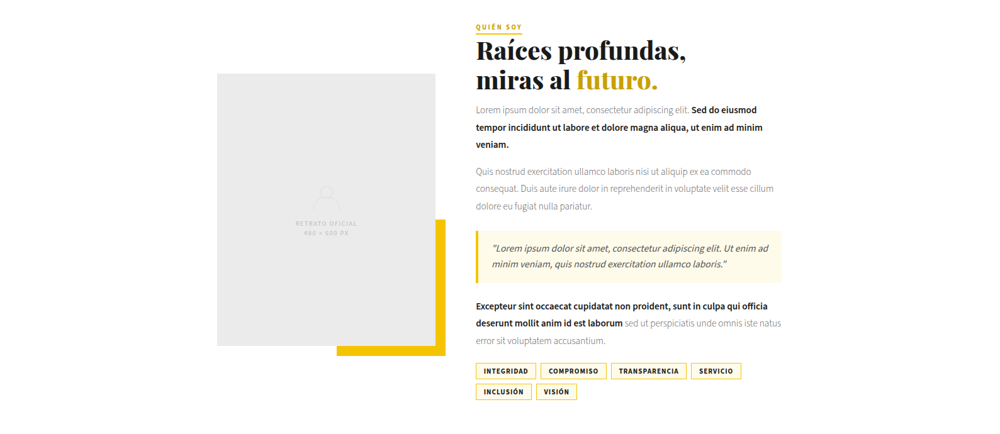 QUIÉN SOY
Raíces profundas,
miras al futuro.
Lorem ipsum dolor sit amet, consectetur adipiscing elit. Sed do eiusmod
tempor incididunt ut labore et dolore magna aliqua, ut enim ad minim
veniam.
Quis nostrud exercitation ullamco laboris nisi ut aliquip ex ea commodo
consequat. Duis aute irure dolor in reprehenderit in voluptate velit esse cillum
dolore eu fugiat nulla pariatur.
"Lorem ipsum dolor sit amet, consectetur adipiscing elit. Ut enim ad
minim veniam, quis nostrud exercitation ullamco laboris."
Excepteur sint occaecat cupidatat non proident, sunt in culpa qui officia
deserunt mollit anim id est laborum sed ut perspiciatis unde omnis iste natus
error sit voluptatem accusantium.
INTEGRIDAD COMPROMISO TRANSPARENCIA SERVICIO
INCLUSIÓN VISIÓN
RETRATO OFICIAL
480 × 600 PX